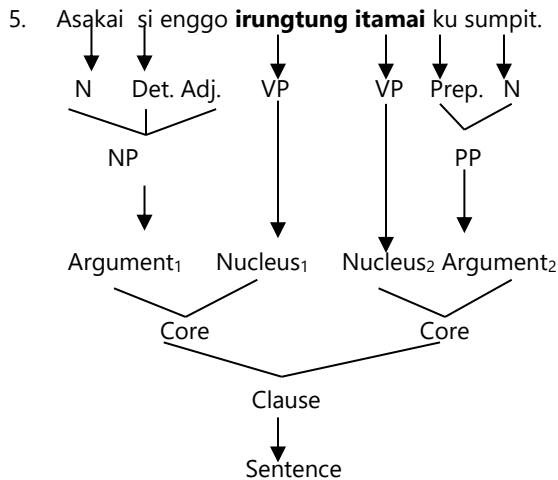 5. Asakai si enggo irungtung itamai ku sumpit.
N Det. Adj. VP VP Prep. N
NP PP
Argument₁ Nucleus₁ Nucleus₂ Argument₂
Core Core
Clause
Sentence